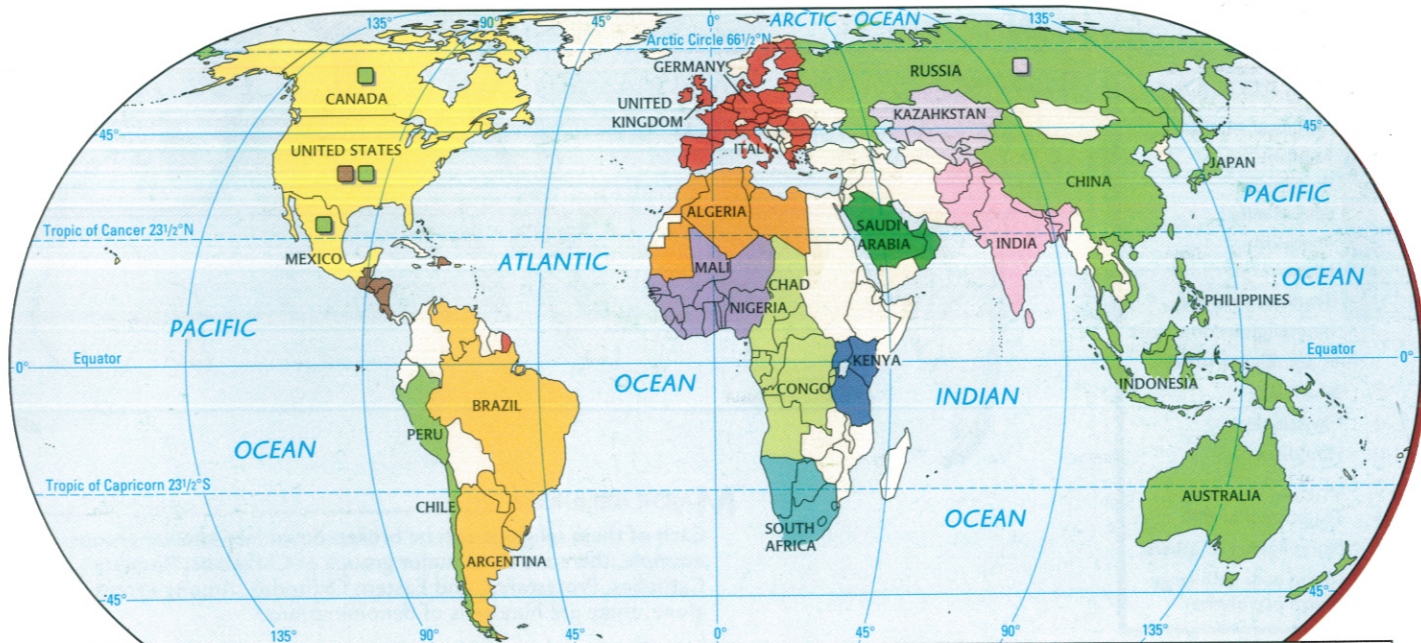 135°
90°
45°
0°
ARCTIC OCEAN
135°
Arctic Circle 66½°N
GERMANY
RUSSIA
CANADA
UNITED
KINGDOM
KAZAHKSTAN
45°
45°
UNITED STATES
ITALY
JAPAN
CHINA
PACIFIC
ALGERIA
Tropic of Cancer 23½°N
SAUDI
ARABIA
INDIA
MEXICO
ATLANTIC
MALI
CHAD
OCEAN
NIGERIA
PHILIPPINES
PACIFIC
Equator
KENYA
Equator
0°
0°
OCEAN
CONGO
INDIAN
INDONESIA
BRAZIL
PERU
OCEAN
Tropic of Capricorn 23½°S
AUSTRALIA
CHILE
SOUTH
AFRICA
OCEAN
ARGENTINA
45°
45°
135°
90°
45°
0°
45°
90°
135°